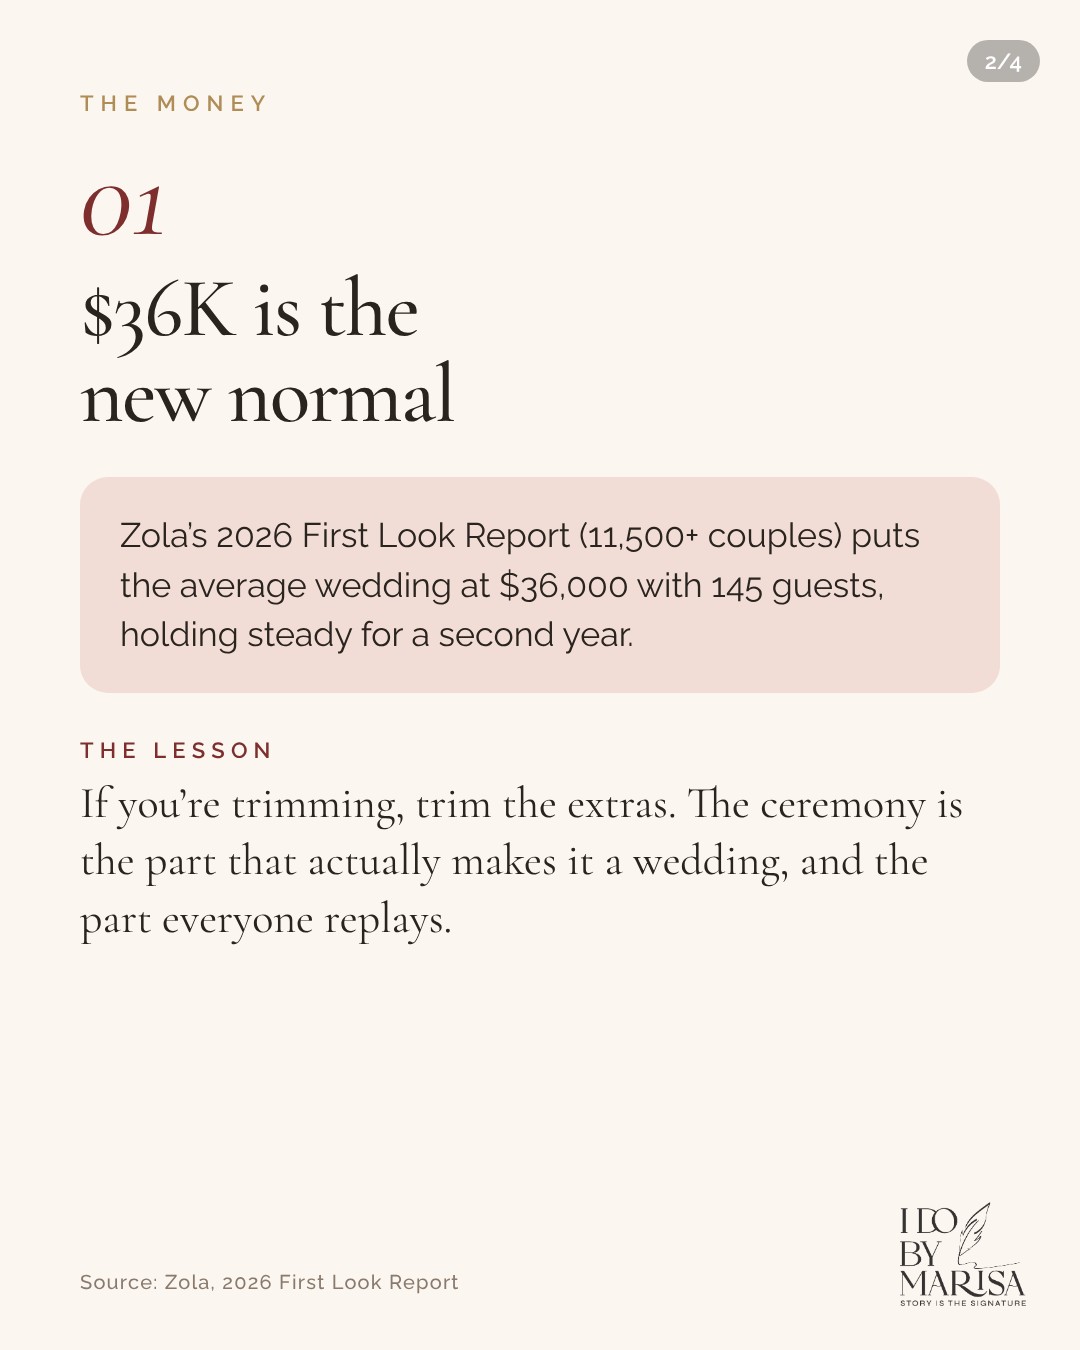 2/4
THE MONEY
01
$36K is the
new normal
Zola’s 2026 First Look Report (11,500+ couples) puts
the average wedding at $36,000 with 145 guests,
holding steady for a second year.
THE LESSON
If you’re trimming, trim the extras. The ceremony is
the part that actually makes it a wedding, and the
part everyone replays.
Source: Zola, 2026 First Look Report
I DO
BY
MARISA
STORY IS THE SIGNATURE